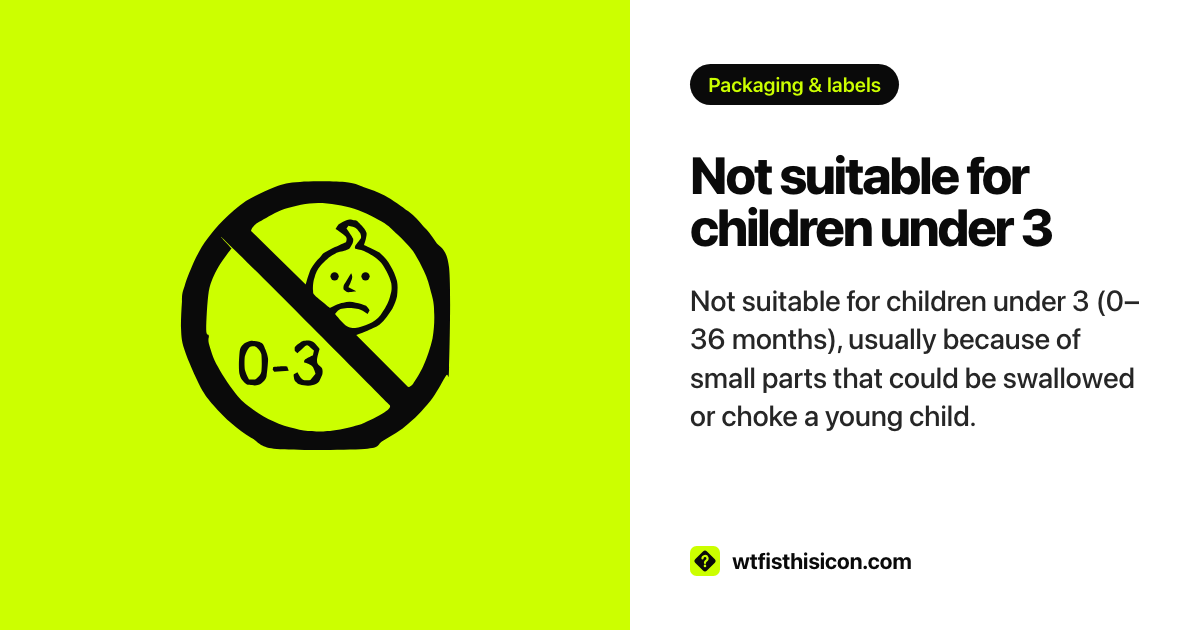 0-3
Packaging & labels
Not suitable for
children under 3
Not suitable for children under 3 (0–
36 months), usually because of
small parts that could be swallowed
or choke a young child.
?
wtfisthisicon.com